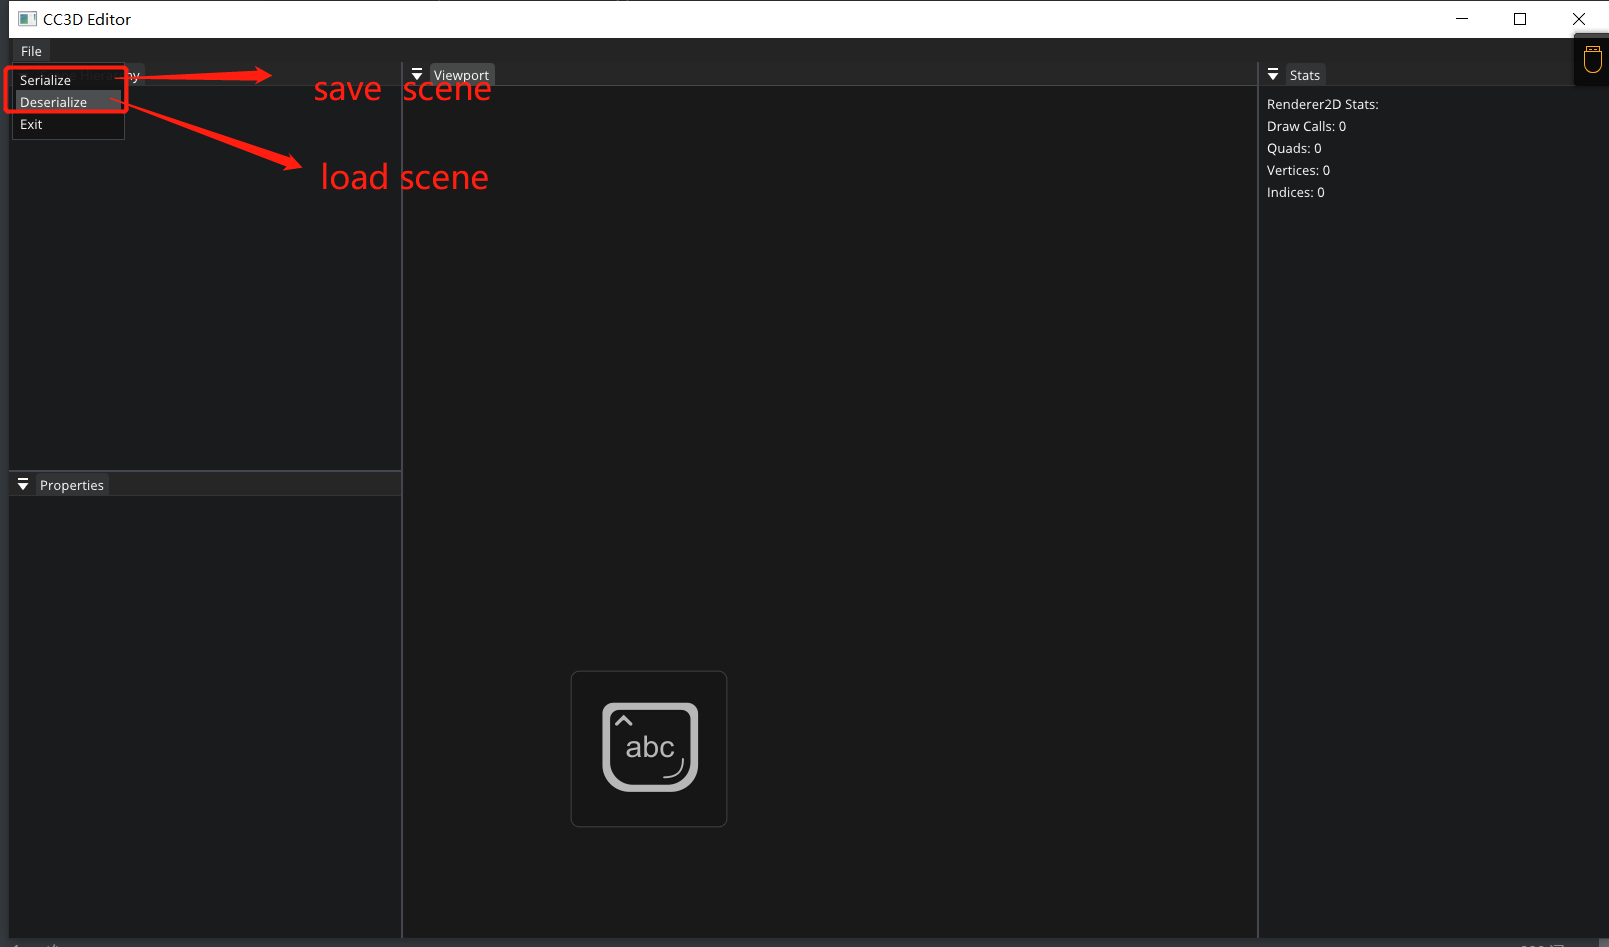 CC3D Editor
File
Serialize
Deserialize
Exit
save scene
load scene
Viewport
Stats
Renderer2D Stats:
Draw Calls: 0
Quads: 0
Vertices: 0
Indices: 0
Properties
abc